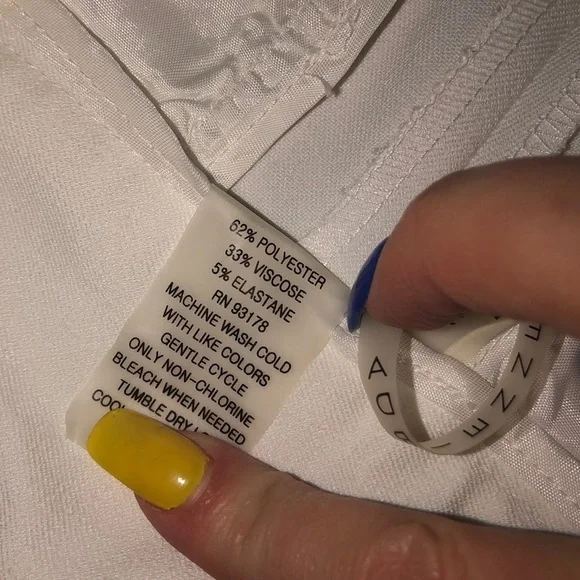 62% POLYESTER
33% VISCOSE
5% ELASTANE
RN 93178
MACHINE WASH COLD
WITH LIKE COLORS
GENTLE CYCLE
ONLY NON-CHLORINE
BLEACH WHEN NEEDED
TUMBLE DRY